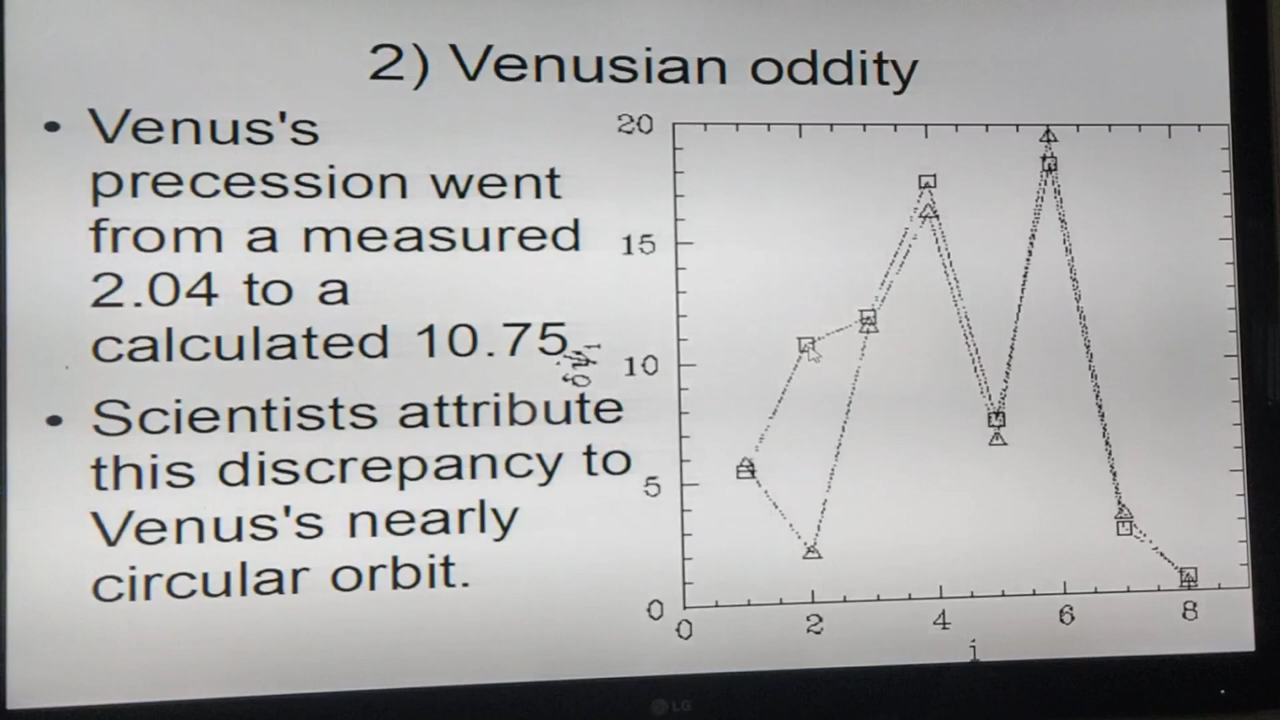 2) Venusian oddity
• Venus's
precession went
from a measured
2.04 to a
calculated 10.75.
• Scientists attribute
this discrepancy to
Venus's nearly
circular orbit.
20
15
10
5
0
0 2 4 6 8
i
LG